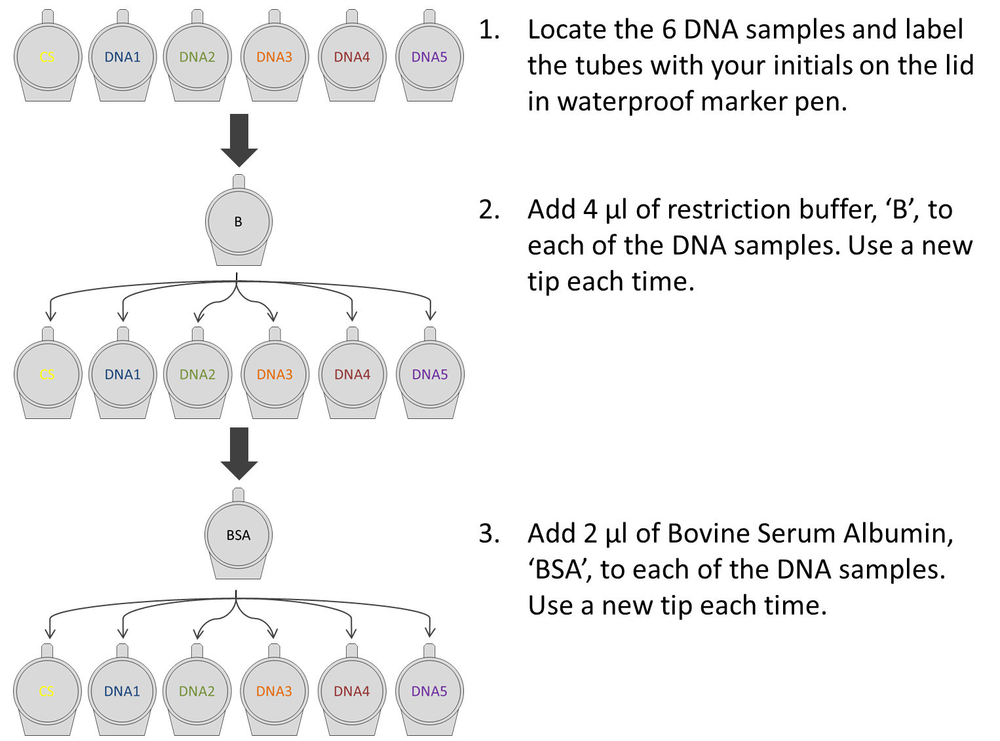 CS DNA1 DNA2 DNA3 DNA4 DNA5
1. Locate the 6 DNA samples and label
the tubes with your initials on the lid
in waterproof marker pen.
B
2. Add 4 µl of restriction buffer, ‘B’, to
each of the DNA samples. Use a new
tip each time.
CS DNA1 DNA2 DNA3 DNA4 DNA5
BSA
3. Add 2 µl of Bovine Serum Albumin,
‘BSA’, to each of the DNA samples.
Use a new tip each time.
CS DNA1 DNA2 DNA3 DNA4 DNA5